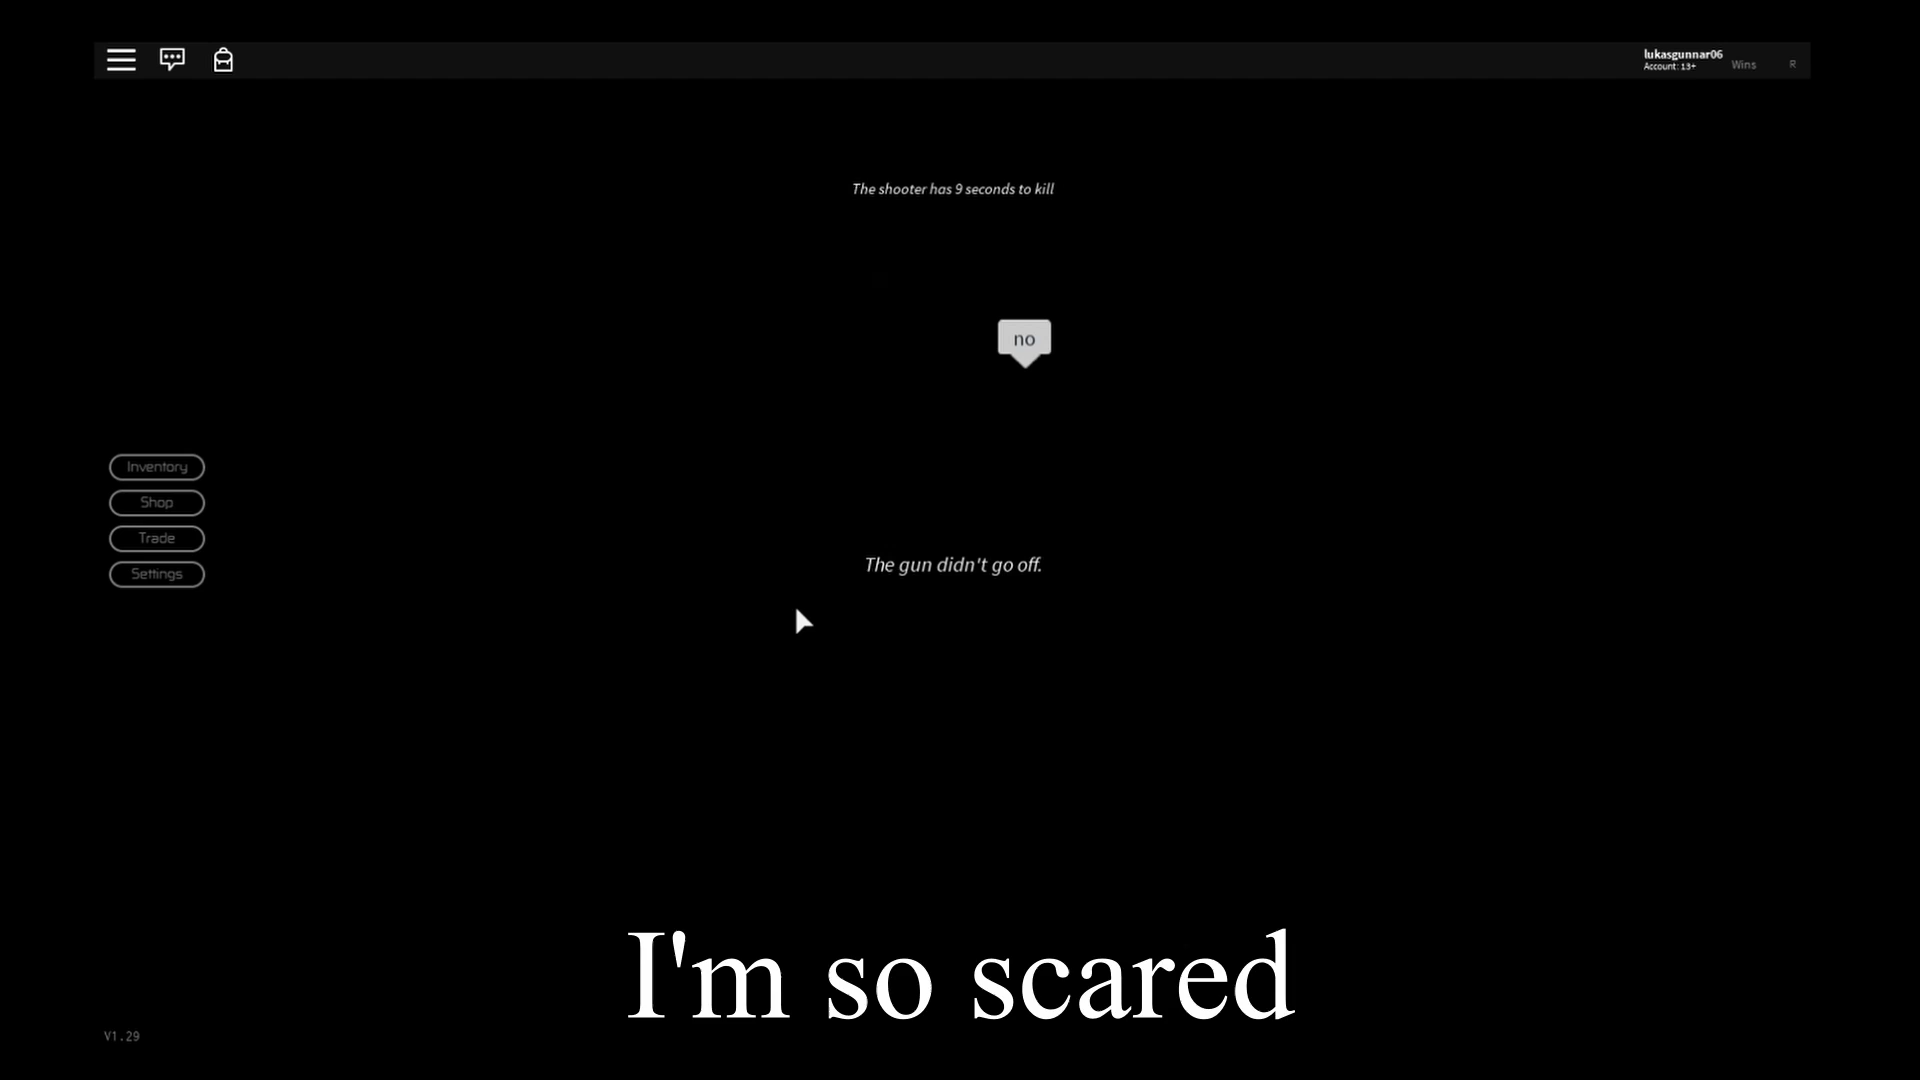 lukasgunnar06
Account: 13+
Wins
R
The shooter has 9 seconds to kill
no
Inventory
Shop
Trade
Settings
The gun didn't go off.
I'm so scared
V1.29